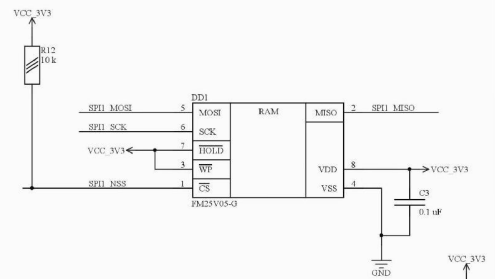 VCC_3V3
R12
10 k
DD1
SPI1_MOSI 5 MOSI RAM MISO 2 SPI1_MISO
SPI1_SCK 6 SCK
VCC_3V3 7 HOLD
3 WP VDD 8 VCC_3V3
SPI1_NSS 1 CS VSS 4
FM25V05-G
C3
0.1 uF
GND
VCC_3V3